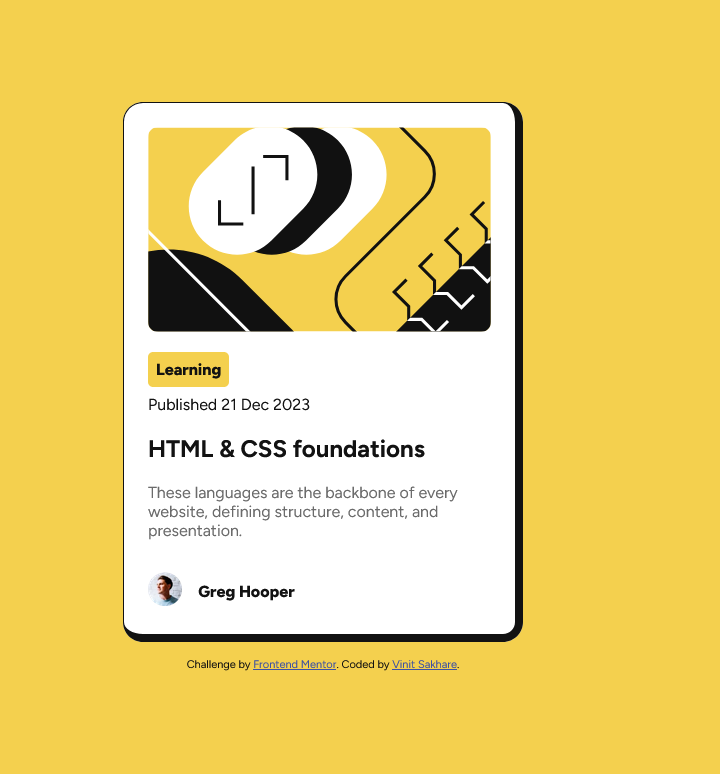 Learning
Published 21 Dec 2023
HTML & CSS foundations
These languages are the backbone of every
website, defining structure, content, and
presentation.
Greg Hooper
Challenge by Frontend Mentor. Coded by Vinit Sakhare.